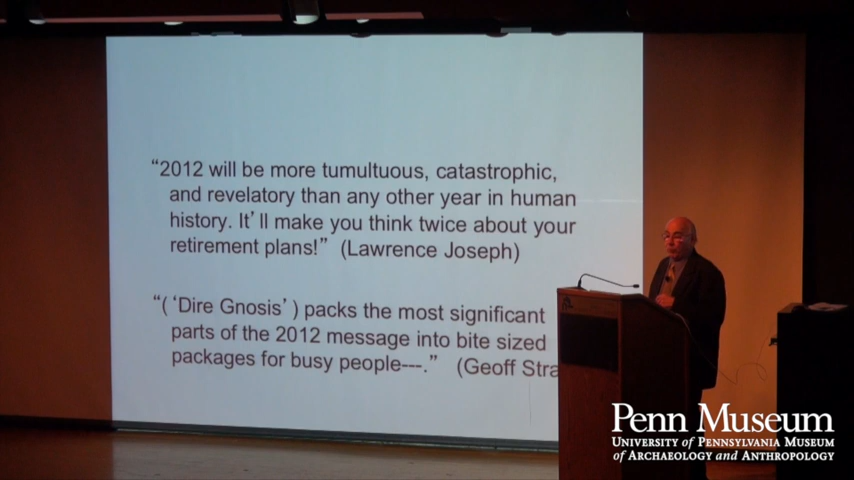 “2012 will be more tumultuous, catastrophic,
and revelatory than any other year in human
history. It’ll make you think twice about your
retirement plans!” (Lawrence Joseph)
“( ‘Dire Gnosis’ ) packs the most significant
parts of the 2012 message into bite sized
packages for busy people---.” (Geoff Stra
Penn Museum
University of Pennsylvania Museum
of Archaeology and Anthropology